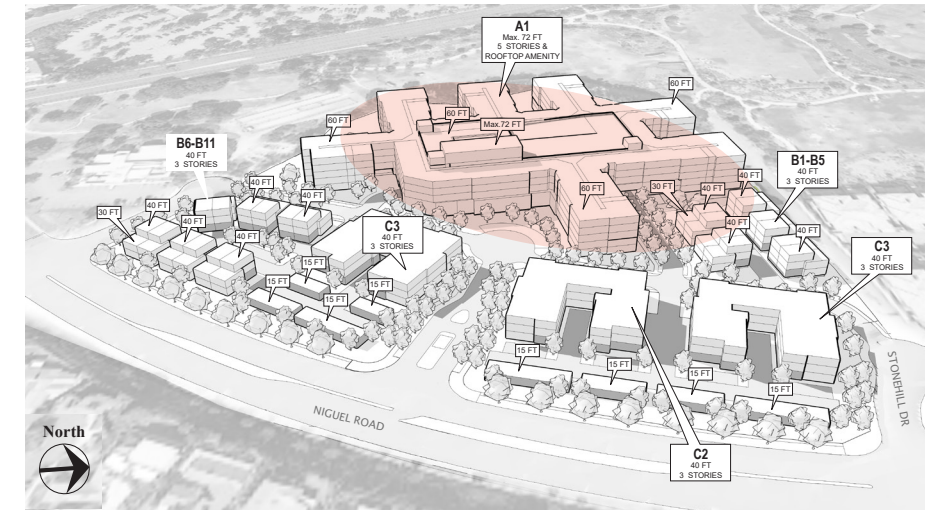 A1
Max. 72 FT
5 STORIES &
ROOFTOP AMENITY
60 FT
60 FT
Max.72 FT
60 FT
B6-B11
40 FT
3 STORIES
B1-B5
40 FT
3 STORIES
40 FT
40 FT
30 FT
40 FT
40 FT
60 FT
30 FT
40 FT
40 FT
40 FT
40 FT
40 FT
C3
40 FT
3 STORIES
C3
40 FT
3 STORIES
15 FT
15 FT
15 FT
15 FT
15 FT
15 FT
15 FT
15 FT
STONEHILL DR
NIGUEL ROAD
North
C2
40 FT
3 STORIES